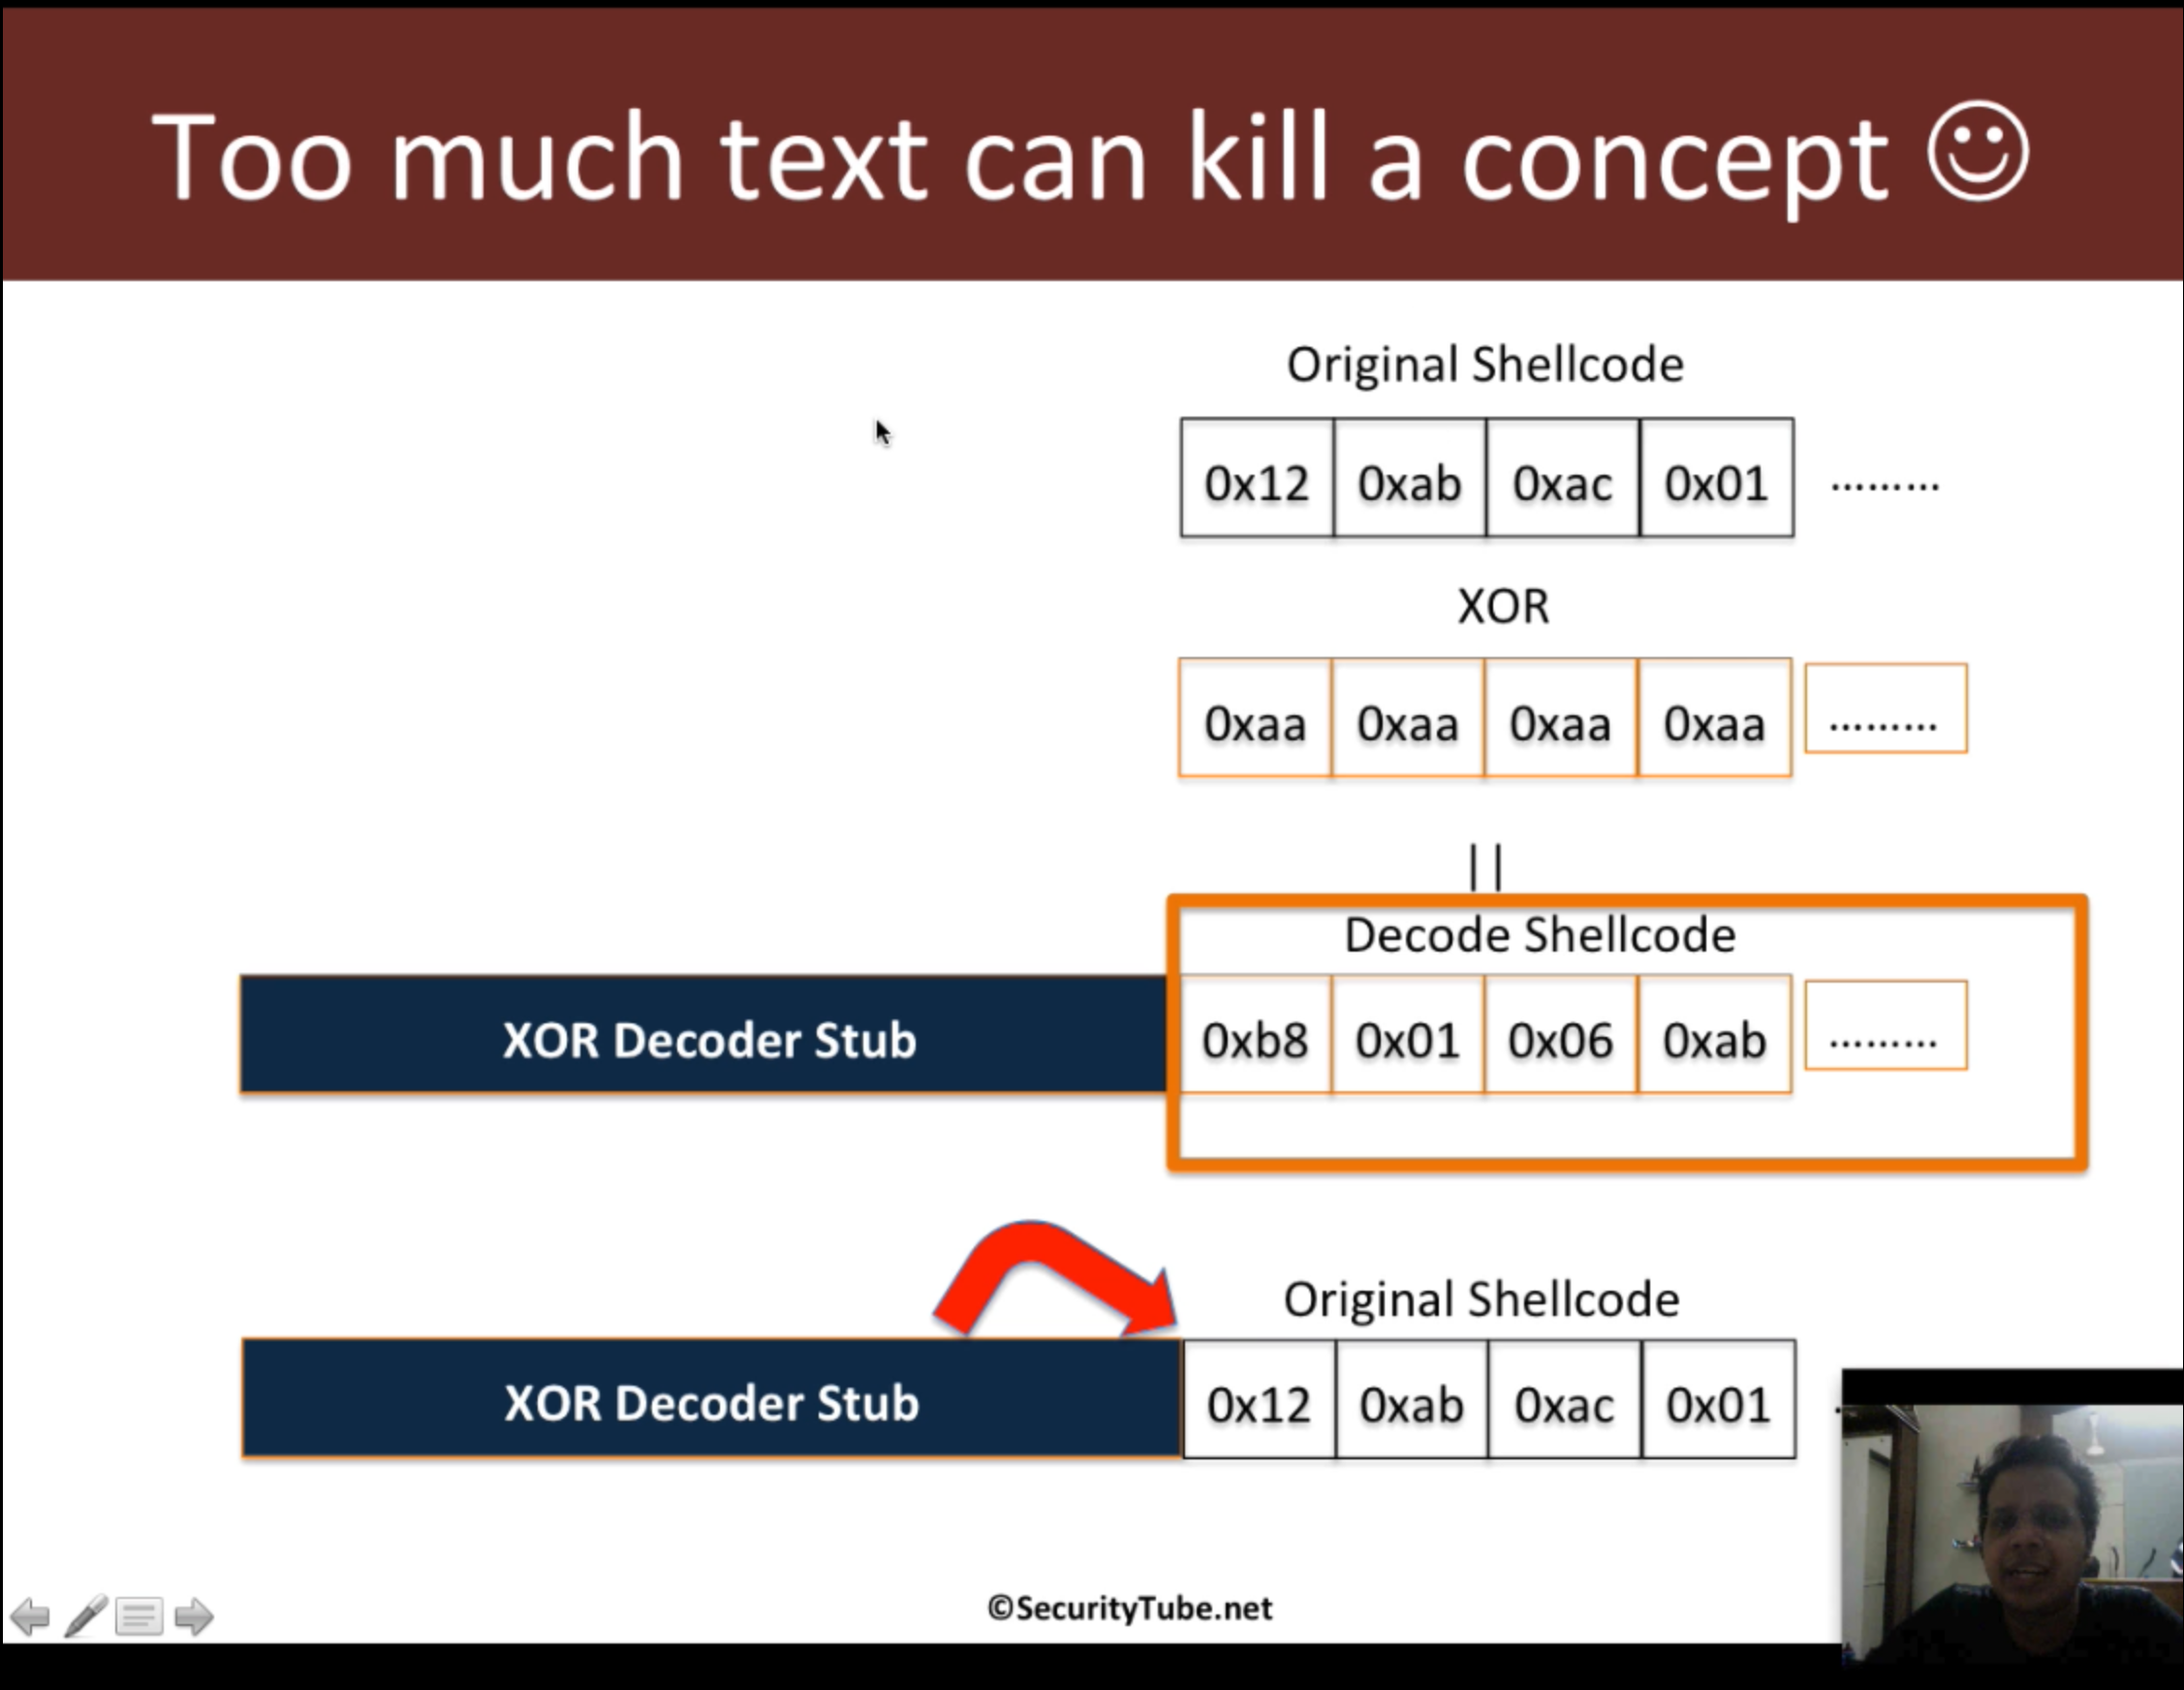 Too much text can kill a concept ☺
Original Shellcode
0x12 0xab 0xac 0x01 .........
XOR
0xaa 0xaa 0xaa 0xaa .........
||
Decode Shellcode
XOR Decoder Stub 0xb8 0x01 0x06 0xab .........
Original Shellcode
XOR Decoder Stub 0x12 0xab 0xac 0x01
©SecurityTube.net